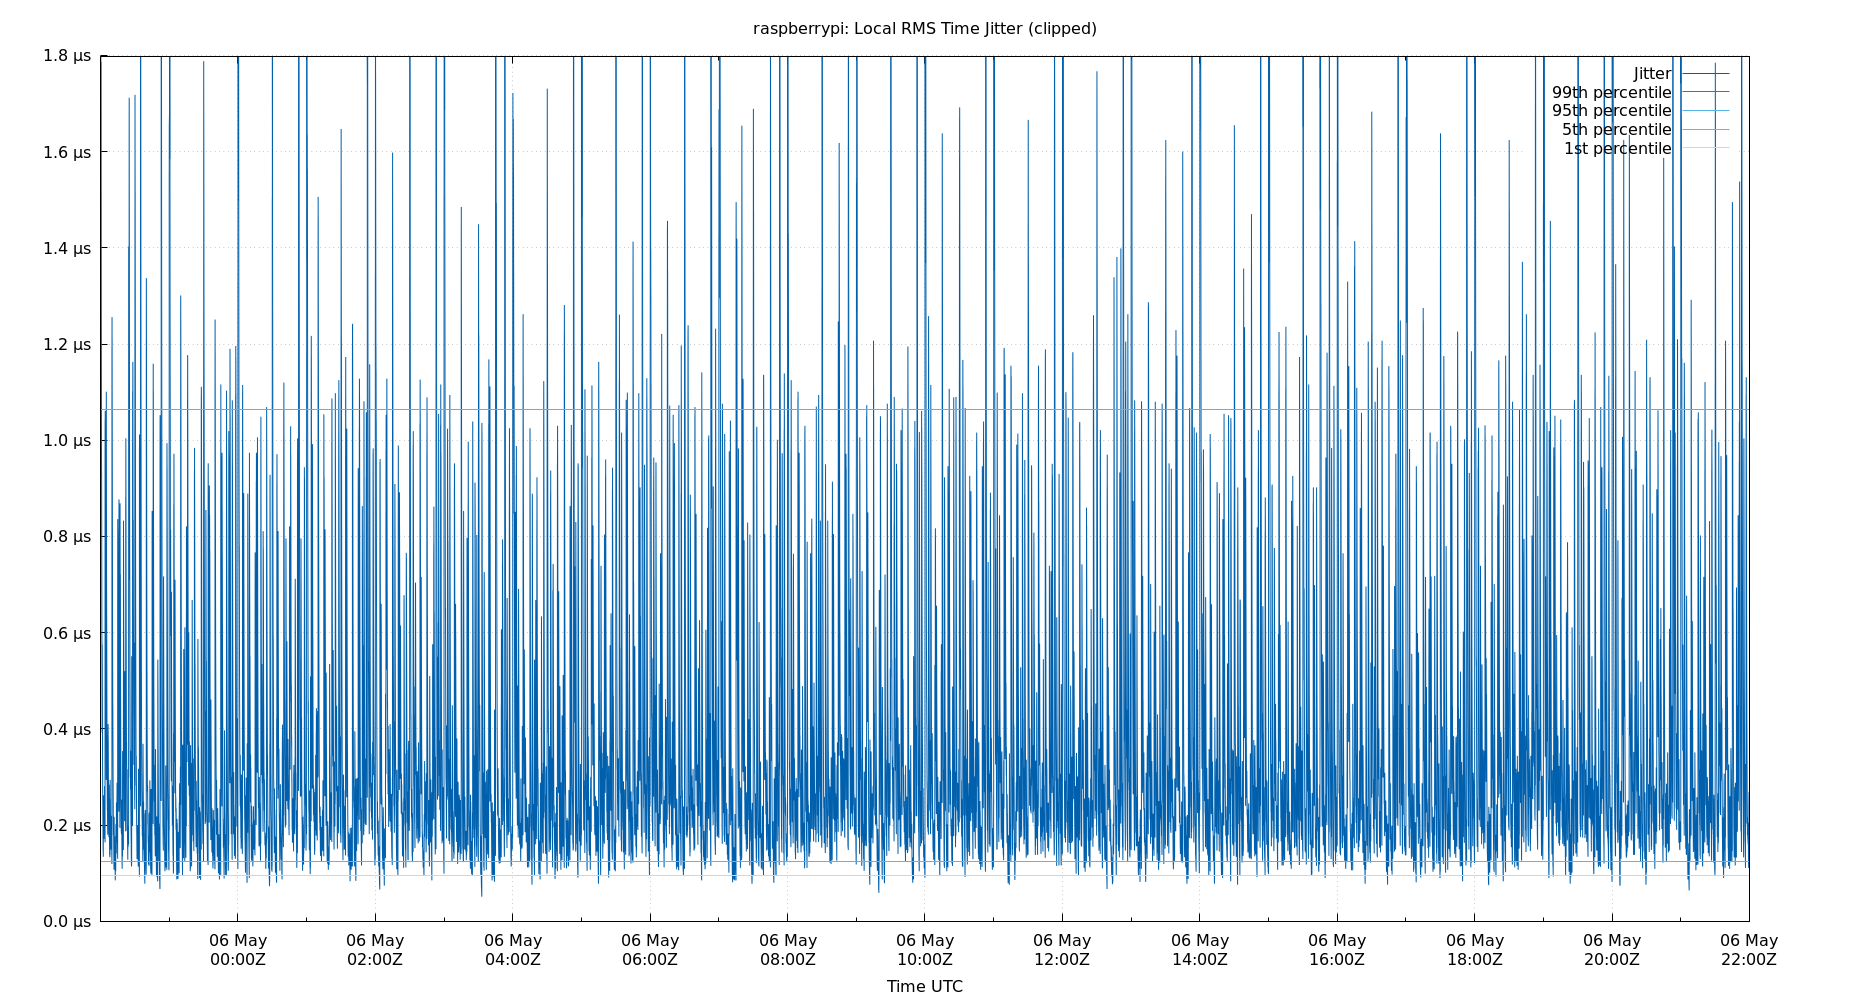 raspberrypi: Local RMS Time Jitter (clipped)
1.8 µs
1.6 µs
1.4 µs
1.2 µs
1.0 µs
0.8 µs
0.6 µs
0.4 µs
0.2 µs
0.0 µs
Jitter
99th percentile
95th percentile
5th percentile
1st percentile
06 May 06 May 06 May 06 May 06 May 06 May 06 May 06 May 06 May 06 May 06 May 06 May
00:00Z 02:00Z 04:00Z 06:00Z 08:00Z 10:00Z 12:00Z 14:00Z 16:00Z 18:00Z 20:00Z 22:00Z
Time UTC